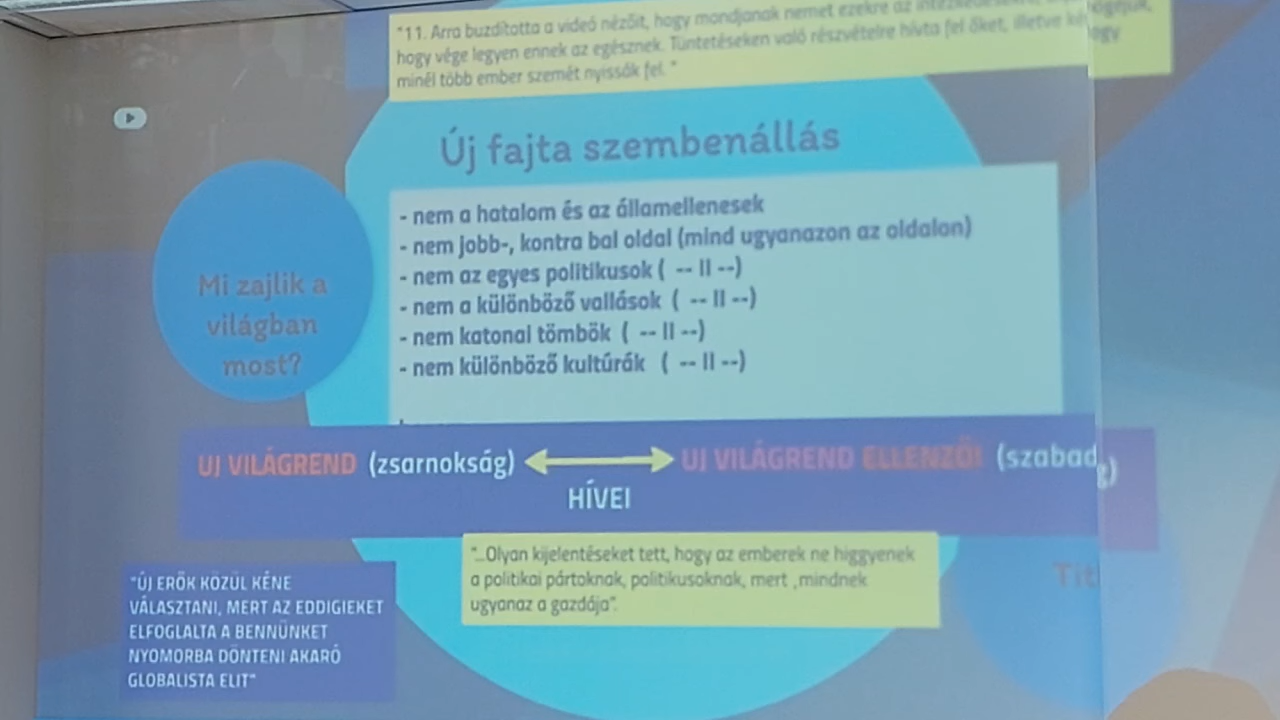 "11. Arra buzdította a videó nézőit, hogy mondjanak nemet ezekre az
hogy vége legyen ennek az egésznek. Tüntetéseken való részvételre hívta fel őket, illetve
minél több ember szemét nyissák fel. "
Új fajta szembenállás
- nem a hatalom és az államellenesek
- nem jobb-, kontra bal oldal (mind ugyanazon az oldalon)
- nem az egyes politikusok ( -- II --)
- nem a különböző vallások ( -- II --)
- nem katonai tömbök ( -- II --)
- nem különböző kultúrák ( -- II --)
Mi zajlik a
világban
most?
UJ VILÁGREND (zsarnokság) UJ VILÁGREND ELLENZŐI (szabad
HÍVEI
"...Olyan kijelentéseket tett, hogy az emberek ne higgyenek
a politikai pártoknak, politikusoknak, mert ,mindnek
ugyanaz a gazdája".
"ÚJ ERŐK KÖZÜL KÉNE
VÁLASZTANI, MERT AZ EDDIGIEKET
ELFOGLALTA A BENNÜNKET
NYOMORBA DÖNTENI AKARÓ
GLOBALISTA ELIT"